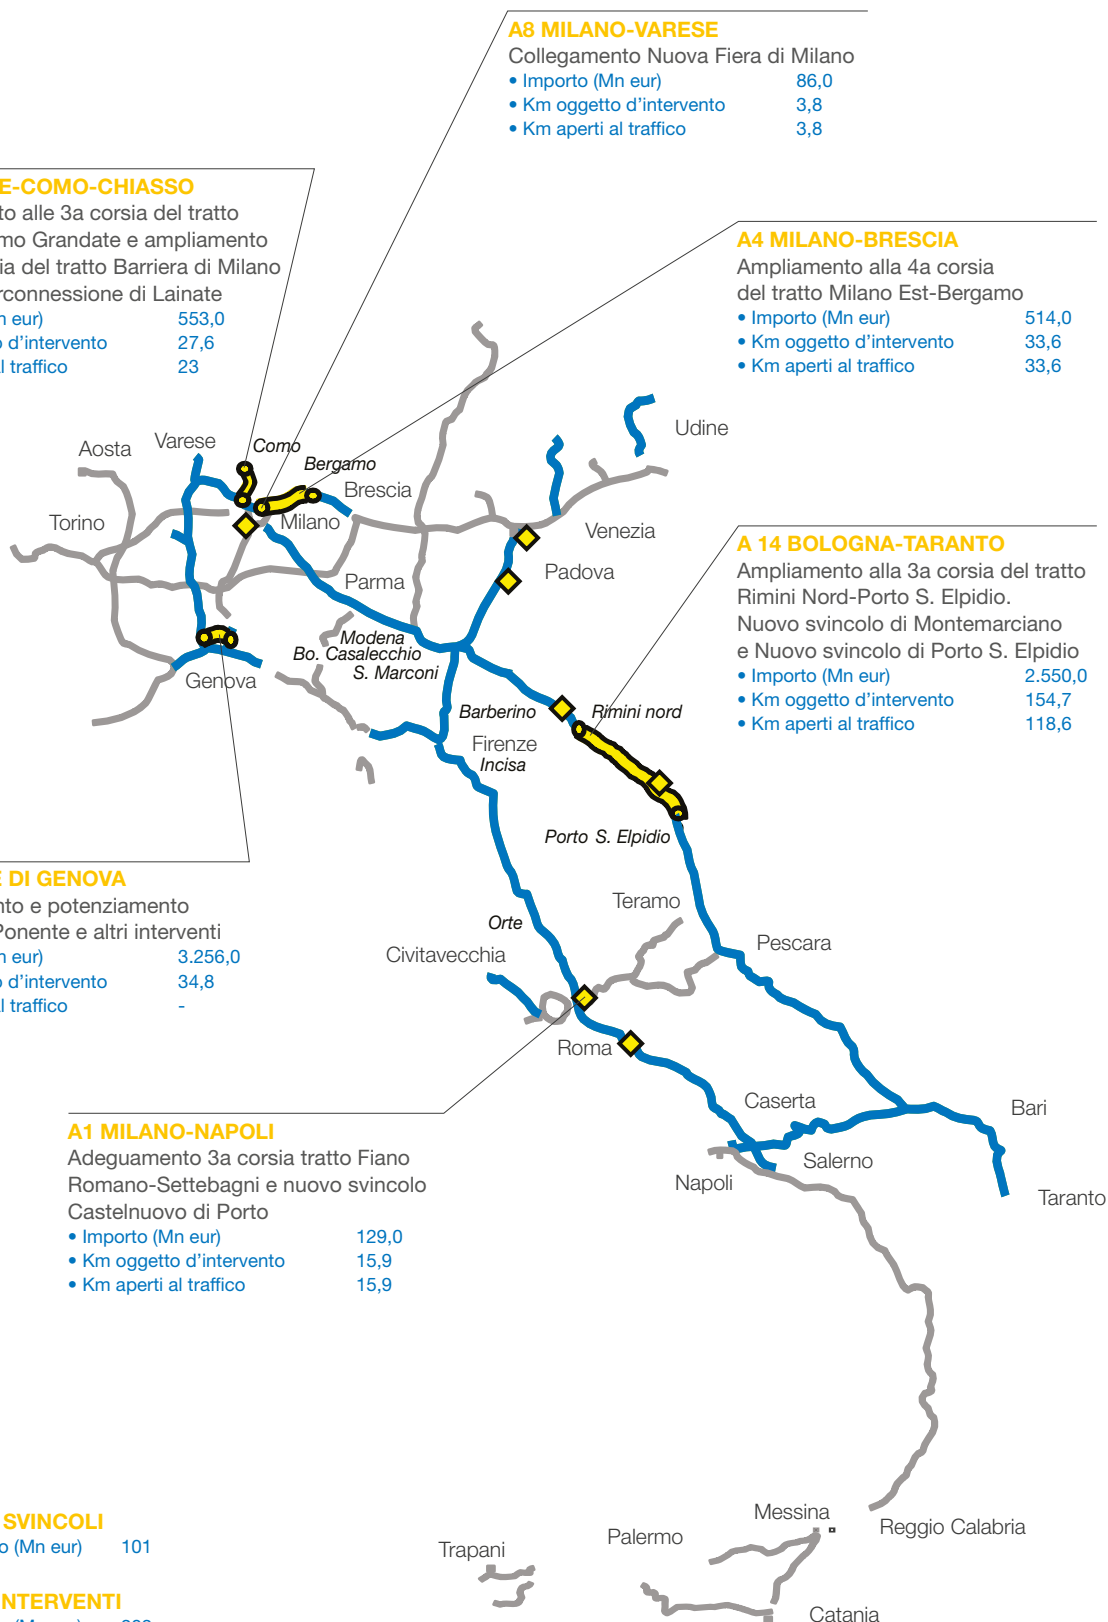 A8 MILANO-VARESE
Collegamento Nuova Fiera di Milano
• Importo (Mn eur) 86,0
• Km oggetto d'intervento 3,8
• Km aperti al traffico 3,8
E-COMO-CHIASSO
to alle 3a corsia del tratto
mo Grandate e ampliamento
ia del tratto Barriera di Milano
rconnessione di Lainate
n eur) 553,0
o d'intervento 27,6
al traffico 23
A4 MILANO-BRESCIA
Ampliamento alla 4a corsia
del tratto Milano Est-Bergamo
• Importo (Mn eur) 514,0
• Km oggetto d'intervento 33,6
• Km aperti al traffico 33,6
Udine
Aosta
Varese
Como
Bergamo
Brescia
Torino
Milano
Venezia
Padova
Parma
Modena
Bo. Casalecchio
S. Marconi
Genova
A 14 BOLOGNA-TARANTO
Ampliamento alla 3a corsia del tratto
Rimini Nord-Porto S. Elpidio.
Nuovo svincolo di Montemarciano
e Nuovo svincolo di Porto S. Elpidio
• Importo (Mn eur) 2.550,0
• Km oggetto d'intervento 154,7
• Km aperti al traffico 118,6
Barberino
Rimini nord
Firenze
Incisa
Porto S. Elpidio
E DI GENOVA
nto e potenziamento
Ponente e altri interventi
n eur) 3.256,0
o d'intervento 34,8
al traffico -
Teramo
Orte
Civitavecchia
Pescara
Roma
Caserta
Bari
Salerno
Napoli
Taranto
A1 MILANO-NAPOLI
Adeguamento 3a corsia tratto Fiano
Romano-Settebagni e nuovo svincolo
Castelnuovo di Porto
• Importo (Mn eur) 129,0
• Km oggetto d'intervento 15,9
• Km aperti al traffico 15,9
SVINCOLI
o (Mn eur) 101
NTERVENTI
Messina
Reggio Calabria
Palermo
Trapani
Catania